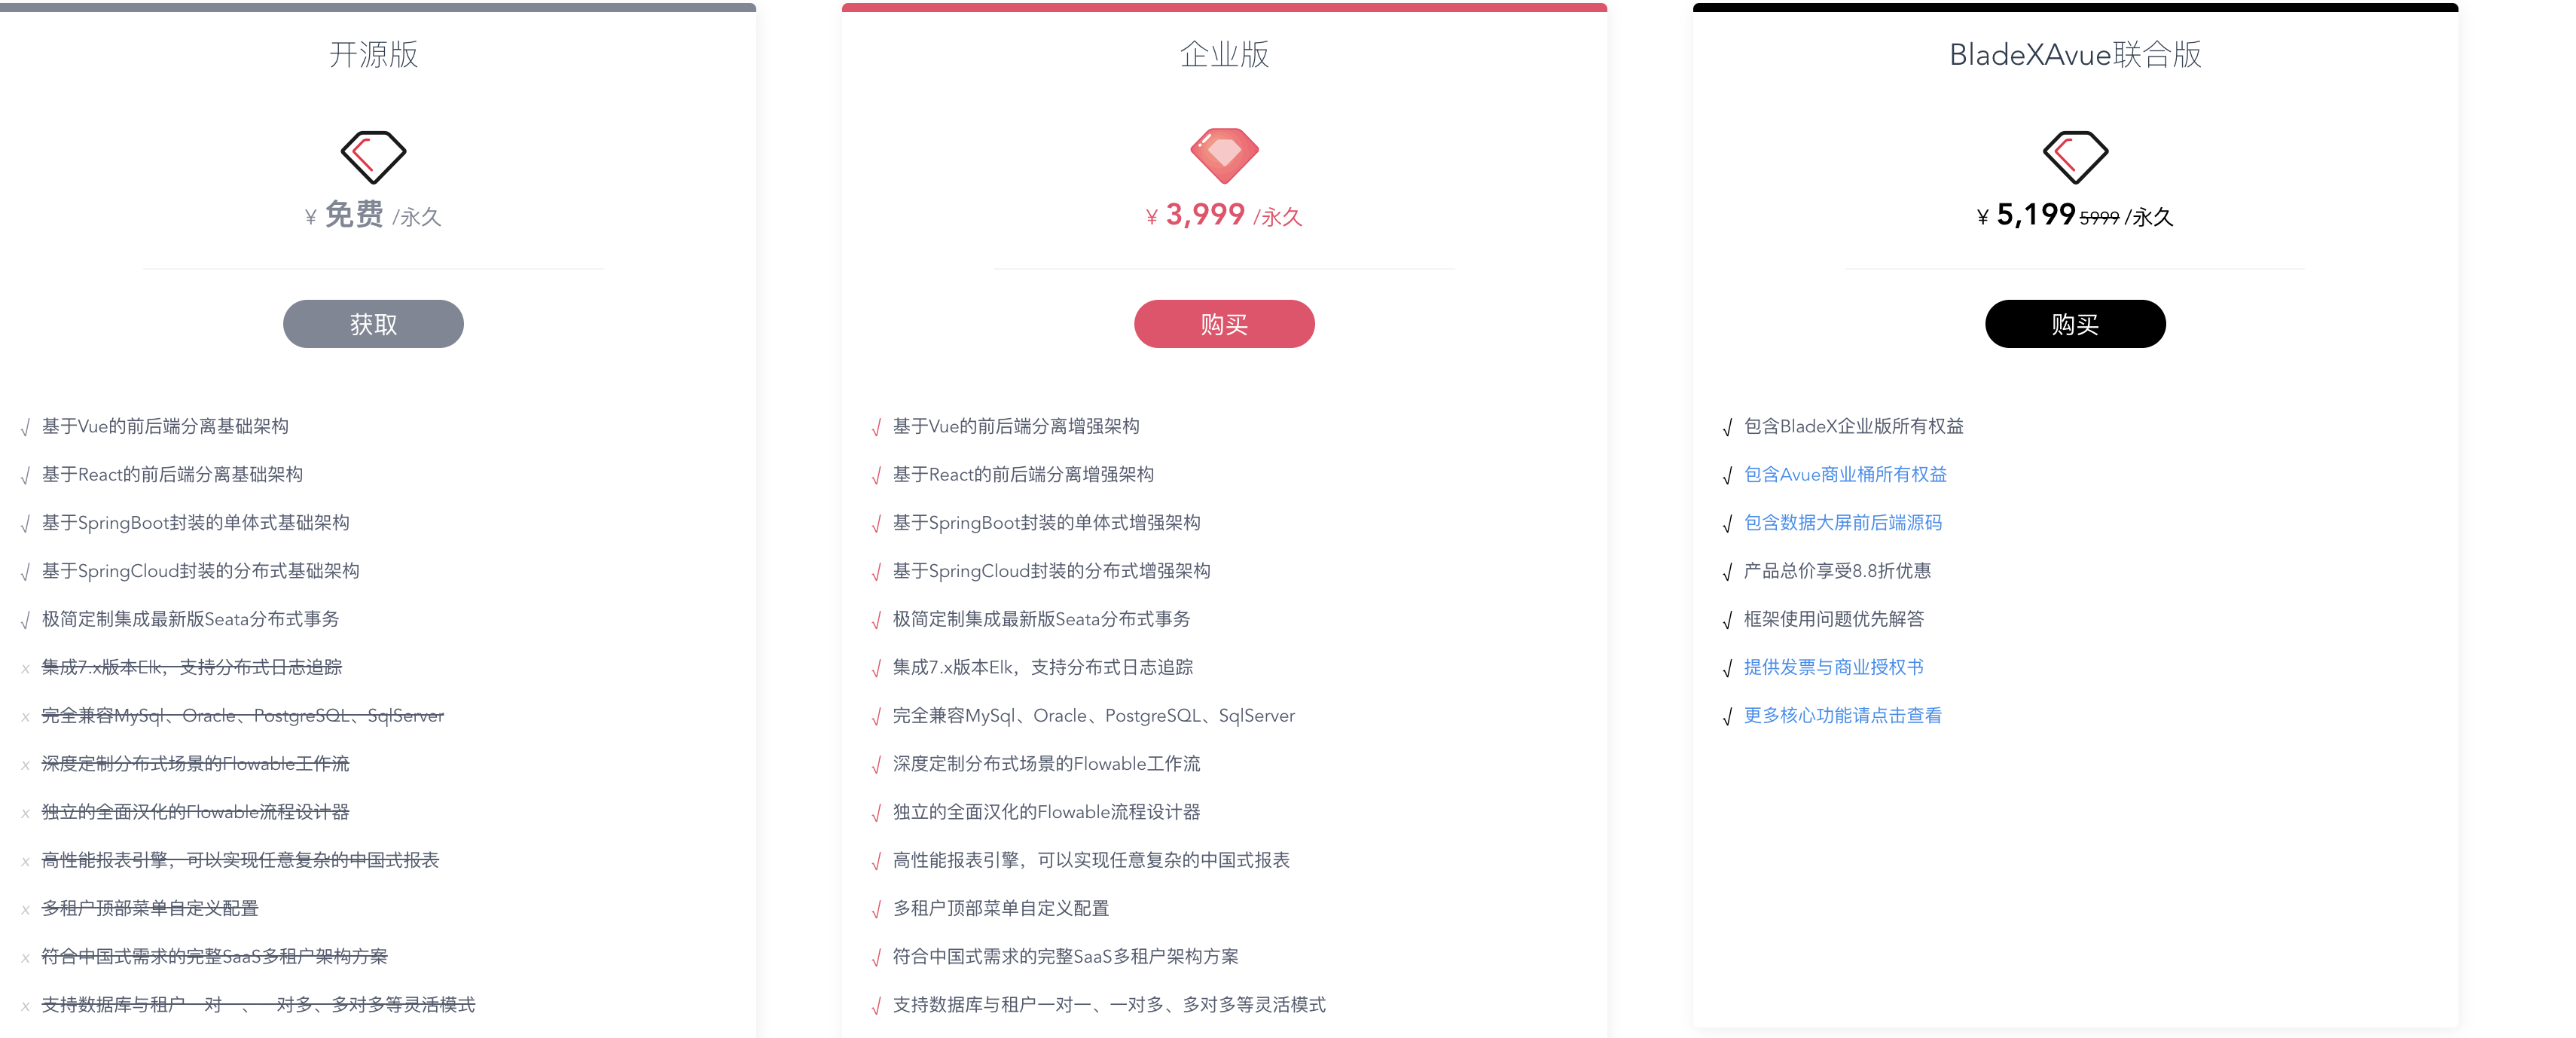 开源版
¥ 免费 /永久
获取
√ 基于Vue的前后端分离基础架构
√ 基于React的前后端分离基础架构
√ 基于SpringBoot封装的单体式基础架构
√ 基于SpringCloud封装的分布式基础架构
√ 极简定制集成最新版Seata分布式事务
x 集成7.x版本Elk，支持分布式日志追踪
x 完全兼容MySql、Oracle、PostgreSQL、SqlServer
x 深度定制分布式场景的Flowable工作流
x 独立的全面汉化的Flowable流程设计器
x 高性能报表引擎，可以实现任意复杂的中国式报表
x 多租户顶部菜单自定义配置
x 符合中国式需求的完整SaaS多租户架构方案
x 支持数据库与租户一对一、一对多、多对多等灵活模式
企业版
¥ 3,999 /永久
购买
√ 基于Vue的前后端分离增强架构
√ 基于React的前后端分离增强架构
√ 基于SpringBoot封装的单体式增强架构
√ 基于SpringCloud封装的分布式增强架构
√ 极简定制集成最新版Seata分布式事务
√ 集成7.x版本Elk，支持分布式日志追踪
√ 完全兼容MySql、Oracle、PostgreSQL、SqlServer
√ 深度定制分布式场景的Flowable工作流
√ 独立的全面汉化的Flowable流程设计器
√ 高性能报表引擎，可以实现任意复杂的中国式报表
√ 多租户顶部菜单自定义配置
√ 符合中国式需求的完整SaaS多租户架构方案
√ 支持数据库与租户一对一、一对多、多对多等灵活模式
BladeXAvue联合版
¥ 5,199 5999 /永久
购买
√ 包含BladeX企业版所有权益
√ 包含Avue商业桶所有权益
√ 包含数据大屏前后端源码
√ 产品总价享受8.8折优惠
√ 框架使用问题优先解答
√ 提供发票与商业授权书
√ 更多核心功能请点击查看